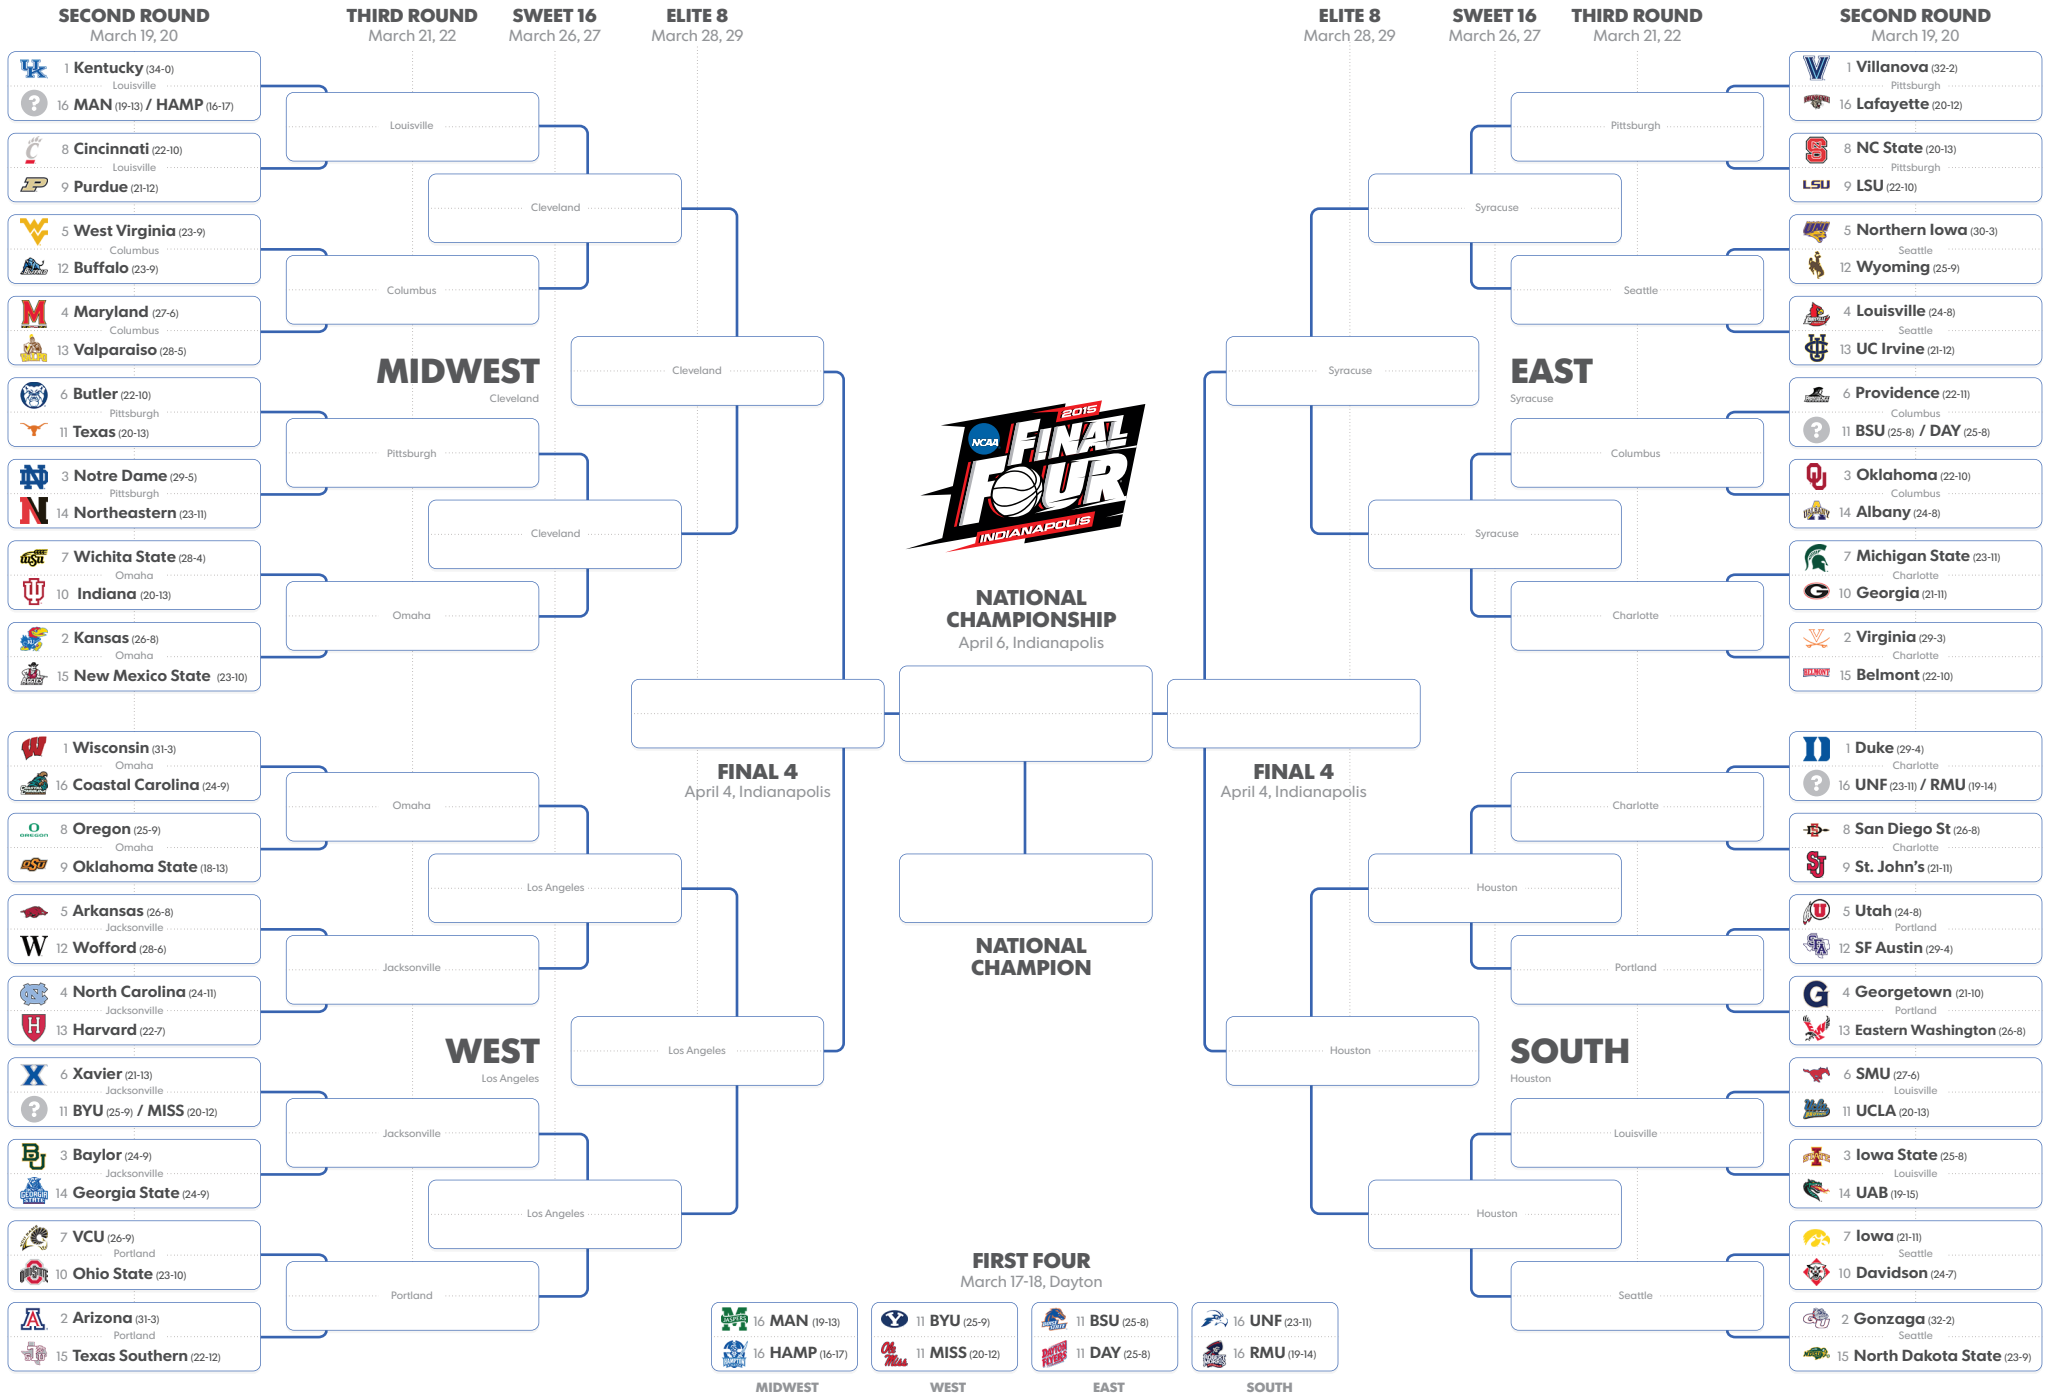 SECOND ROUND
March 19, 20
THIRD ROUND
March 21, 22
SWEET 16
March 26, 27
ELITE 8
March 28, 29
ELITE 8
March 28, 29
SWEET 16
March 26, 27
THIRD ROUND
March 21, 22
SECOND ROUND
March 19, 20
1 Kentucky (34-0)
Louisville
16 MAN (19-13) / HAMP (16-17)
8 Cincinnati (22-10)
Louisville
9 Purdue (21-12)
5 West Virginia (23-9)
Columbus
12 Buffalo (23-9)
4 Maryland (27-6)
Columbus
13 Valparaiso (28-5)
6 Butler (22-10)
Pittsburgh
11 Texas (20-13)
3 Notre Dame (29-5)
Pittsburgh
14 Northeastern (23-11)
7 Wichita State (28-4)
Omaha
10 Indiana (20-13)
2 Kansas (26-8)
Omaha
15 New Mexico State (23-10)
Louisville
Columbus
Pittsburgh
Omaha
Cleveland
Cleveland
Cleveland
MIDWEST
Cleveland
1 Wisconsin (31-3)
Omaha
16 Coastal Carolina (24-9)
8 Oregon (25-9)
Omaha
9 Oklahoma State (18-13)
5 Arkansas (26-8)
Jacksonville
12 Wofford (28-6)
4 North Carolina (24-11)
Jacksonville
13 Harvard (22-7)
6 Xavier (21-13)
Jacksonville
11 BYU (25-9) / MISS (20-12)
3 Baylor (24-9)
Jacksonville
14 Georgia State (24-9)
7 VCU (26-9)
Portland
10 Ohio State (23-10)
2 Arizona (31-3)
Portland
15 Texas Southern (22-12)
Omaha
Jacksonville
Jacksonville
Portland
Los Angeles
Los Angeles
Los Angeles
WEST
Los Angeles
2015
NCAA
FINAL
FOUR
INDIANAPOLIS
NATIONAL
CHAMPIONSHIP
April 6, Indianapolis
FINAL 4
April 4, Indianapolis
FINAL 4
April 4, Indianapolis
NATIONAL
CHAMPION
1 Villanova (32-2)
Pittsburgh
16 Lafayette (20-12)
8 NC State (20-13)
Pittsburgh
LSU 9 LSU (22-10)
5 Northern Iowa (30-3)
Seattle
12 Wyoming (25-9)
4 Louisville (24-8)
Seattle
13 UC Irvine (21-12)
6 Providence (22-11)
Columbus
11 BSU (25-8) / DAY (25-8)
3 Oklahoma (22-10)
Columbus
14 Albany (24-8)
7 Michigan State (23-11)
Charlotte
10 Georgia (21-11)
2 Virginia (29-3)
Charlotte
15 Belmont (22-10)
Pittsburgh
Seattle
Columbus
Charlotte
Syracuse
Syracuse
Syracuse
EAST
Syracuse
1 Duke (29-4)
Charlotte
16 UNF (23-11) / RMU (19-14)
8 San Diego St (26-8)
Charlotte
9 St. John's (21-11)
5 Utah (24-8)
Portland
12 SF Austin (29-4)
4 Georgetown (21-10)
Portland
13 Eastern Washington (26-8)
6 SMU (27-6)
Louisville
11 UCLA (20-13)
3 Iowa State (25-8)
Louisville
14 UAB (19-15)
7 Iowa (21-11)
Seattle
10 Davidson (24-7)
2 Gonzaga (32-2)
Seattle
15 North Dakota State (23-9)
Charlotte
Portland
Louisville
Seattle
Houston
Houston
Houston
SOUTH
Houston
FIRST FOUR
March 17-18, Dayton
16 MAN (19-13)
16 HAMP (16-17)
MIDWEST
11 BYU (25-9)
11 MISS (20-12)
WEST
11 BSU (25-8)
11 DAY (25-8)
EAST
16 UNF (23-11)
16 RMU (19-14)
SOUTH